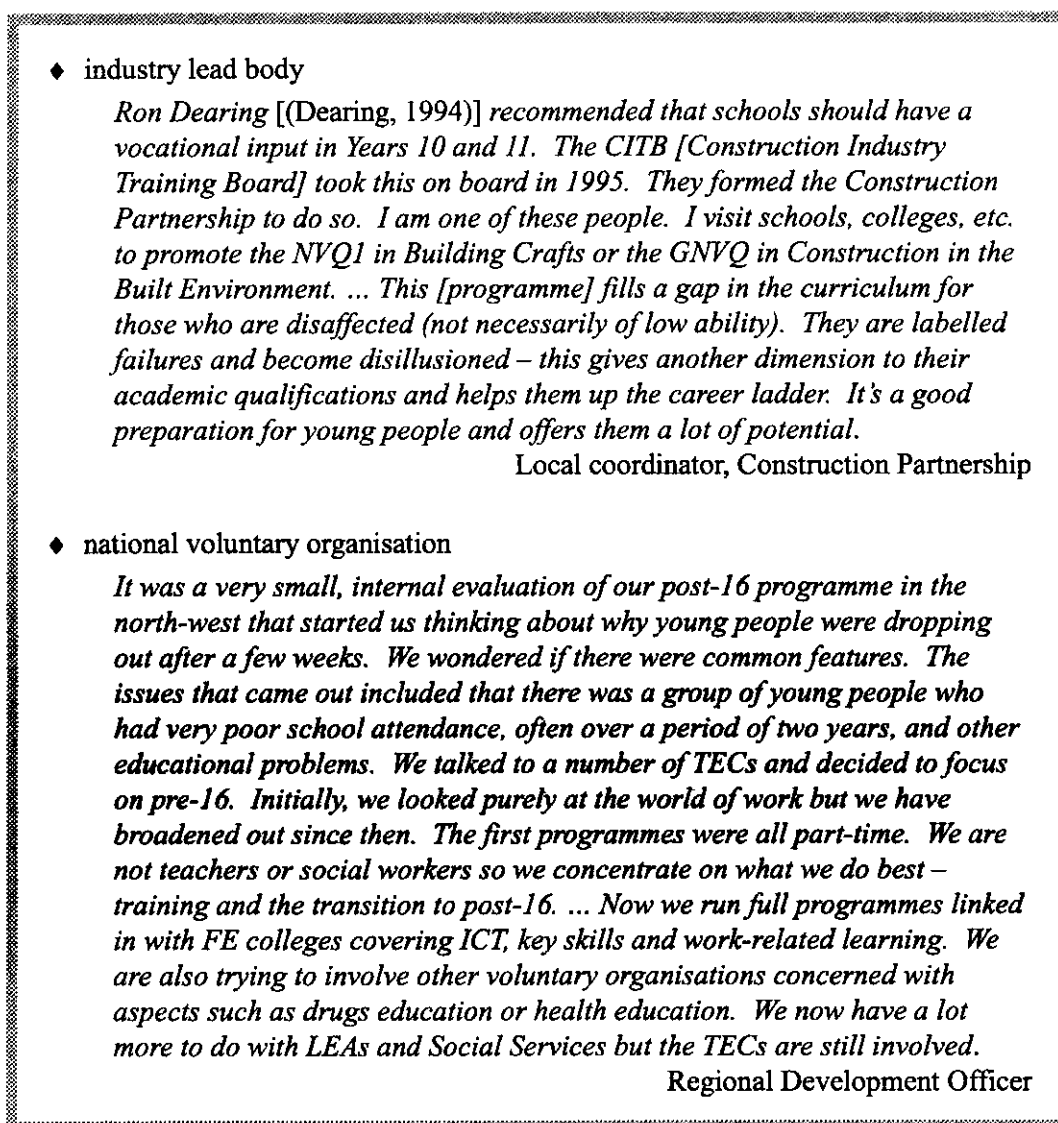 ♦ industry lead body
Ron Dearing [(Dearing, 1994)] recommended that schools should have a
vocational input in Years 10 and 11. The CITB [Construction Industry
Training Board] took this on board in 1995. They formed the Construction
Partnership to do so. I am one of these people. I visit schools, colleges, etc.
to promote the NVQ1 in Building Crafts or the GNVQ in Construction in the
Built Environment. ... This [programme] fills a gap in the curriculum for
those who are disaffected (not necessarily of low ability). They are labelled
failures and become disillusioned – this gives another dimension to their
academic qualifications and helps them up the career ladder. It's a good
preparation for young people and offers them a lot of potential.
Local coordinator, Construction Partnership
♦ national voluntary organisation
It was a very small, internal evaluation of our post-16 programme in the
north-west that started us thinking about why young people were dropping
out after a few weeks. We wondered if there were common features. The
issues that came out included that there was a group of young people who
had very poor school attendance, often over a period of two years, and other
educational problems. We talked to a number of TECs and decided to focus
on pre-16. Initially, we looked purely at the world of work but we have
broadened out since then. The first programmes were all part-time. We are
not teachers or social workers so we concentrate on what we do best –
training and the transition to post-16. ... Now we run full programmes linked
in with FE colleges covering ICT, key skills and work-related learning. We
are also trying to involve other voluntary organisations concerned with
aspects such as drugs education or health education. We now have a lot
more to do with LEAs and Social Services but the TECs are still involved.
Regional Development Officer